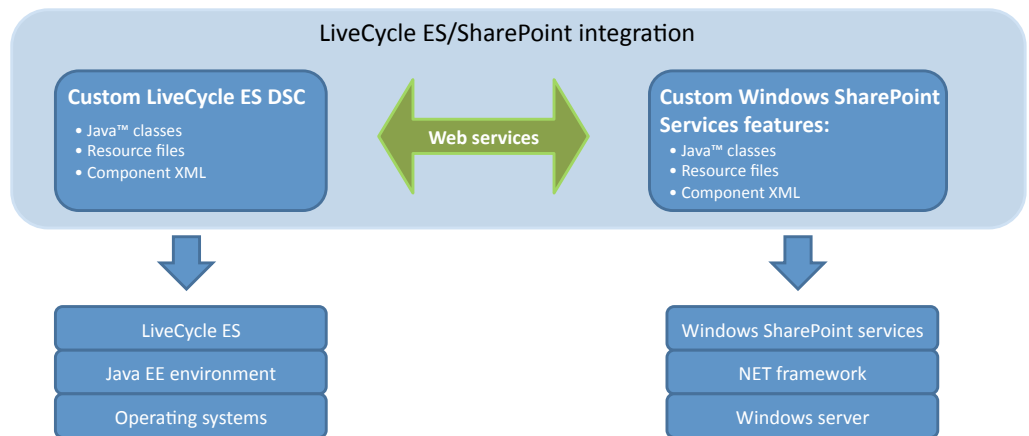 LiveCycle ES/SharePoint integration
Custom LiveCycle ES DSC
• Java™ classes
• Resource files
• Component XML
Web services
Custom Windows SharePoint
Services features:
• Java™ classes
• Resource files
• Component XML
LiveCycle ES
Java EE environment
Operating systems
Windows SharePoint services
NET framework
Windows server